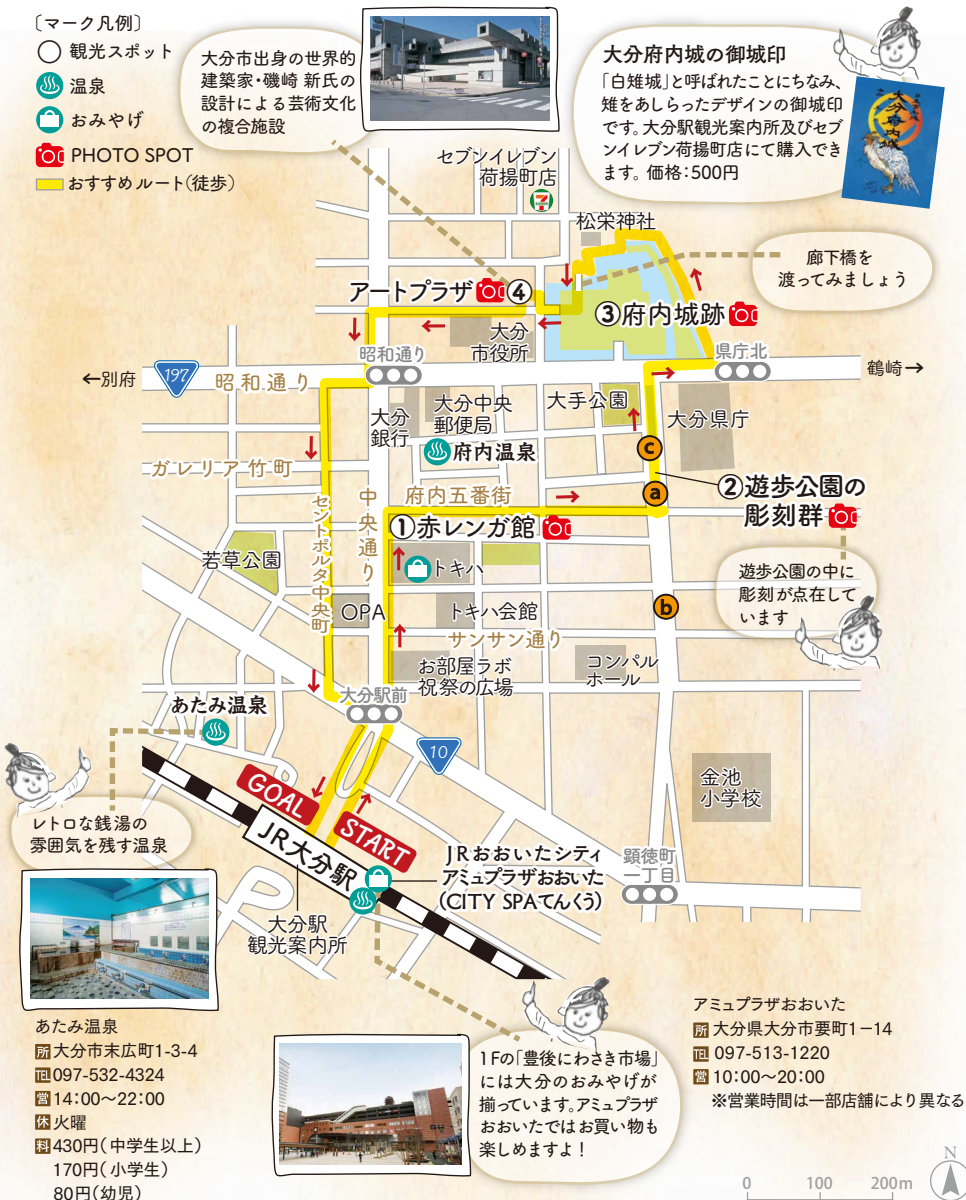 〔マーク凡例〕
観光スポット
温泉
おみやげ
PHOTO SPOT
おすすめルート(徒歩)
大分市出身の世界的
建築家・磯崎 新氏の
設計による芸術文化
の複合施設
大分府内城の御城印
「白雉城」と呼ばれたことにちなみ、
雉をあしらったデザインの御城印
です。大分駅観光案内所及びセブ
ンイレブン荷揚町店にて購入でき
ます。価格:500円
大分府内城
セブンイレブン
荷揚町店
7
松栄神社
廊下橋を
渡ってみましょう
アートプラザ
④
③府内城跡
大分
市役所
昭和通り
県庁北
←別府
197
昭和通り
鶴崎→
大分
銀行
大分中央
郵便局
大手公園
大分県庁
府内温泉
c
ガレリア竹町
a
②遊歩公園の
彫刻群
府内五番街
中央通り
セントポルタ中央町
①赤レンガ館
若草公園
トキハ
遊歩公園の中に
彫刻が点在して
います
b
OPA
トキハ会館
サンサン通り
お部屋ラボ
祝祭の広場
コンパル
ホール
大分駅前
あたみ温泉
10
金池
小学校
GOAL
START
JR大分駅
レトロな銭湯の
雰囲気を残す温泉
JRおおいたシティ
アミュプラザおおいた
(CITY SPAてんくう)
顕徳町
一丁目
P
大分駅
観光案内所
あたみ温泉
所 大分市末広町1-3-4
TEL 097-532-4324
営 14:00〜22:00
休 火曜
料 430円(中学生以上)
170円(小学生)
80円(幼児)
1Fの「豊後にわさき市場」
には大分のおみやげが
揃っています。アミュプラザ
おおいたではお買い物も
楽しめますよ!
アミュプラザおおいた
所 大分県大分市要町1−14
TEL 097-513-1220
営 10:00〜20:00
※営業時間は一部店舗により異なる
N
0 100 200m